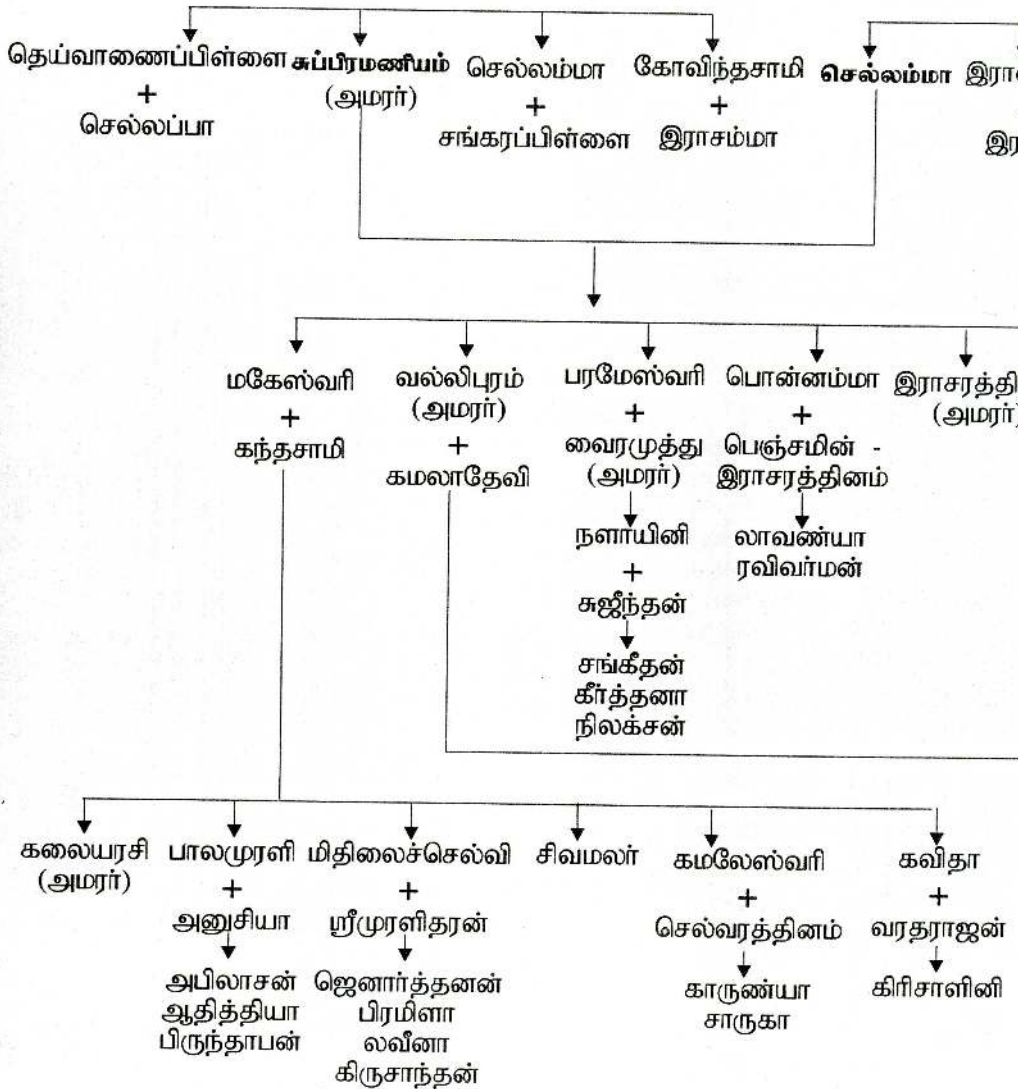 தெய்வாணைப்பிள்ளை சுப்பிரமணியம் செல்லம்மா கோவிந்தசாமி செல்லம்மா
+ (அமரர்) + +
செல்லப்பா சங்கரப்பிள்ளை இராசம்மா
மகேஸ்வரி வல்லிபுரம் பரமேஸ்வரி பொன்னம்மா
+ (அமரர்) + + (அமரர்)
கந்தசாமி + வைரமுத்து பெஞ்சமின் -
கமலாதேவி (அமரர்) இராசரத்தினம்
நளாயினி லாவண்யா
+ ரவிவர்மன்
சுஜீந்தன்
சங்கீதன்
கீர்த்தனா
நிலக்சன்
கலையரசி பாலமுரளி மிதிலைச்செல்வி சிவமலர் கமலேஸ்வரி கவிதா
(அமரர்) + + + +
அனுசியா ஸ்ரீமுரளிதரன் செல்வரத்தினம் வரதராஜன்
அபிலாசன் ஜெனார்த்தனன் காருண்யா கிரிசாளினி
ஆதித்தியா பிரமிளா சாருகா
பிருந்தாபன் லவீனா
கிருசாந்தன்